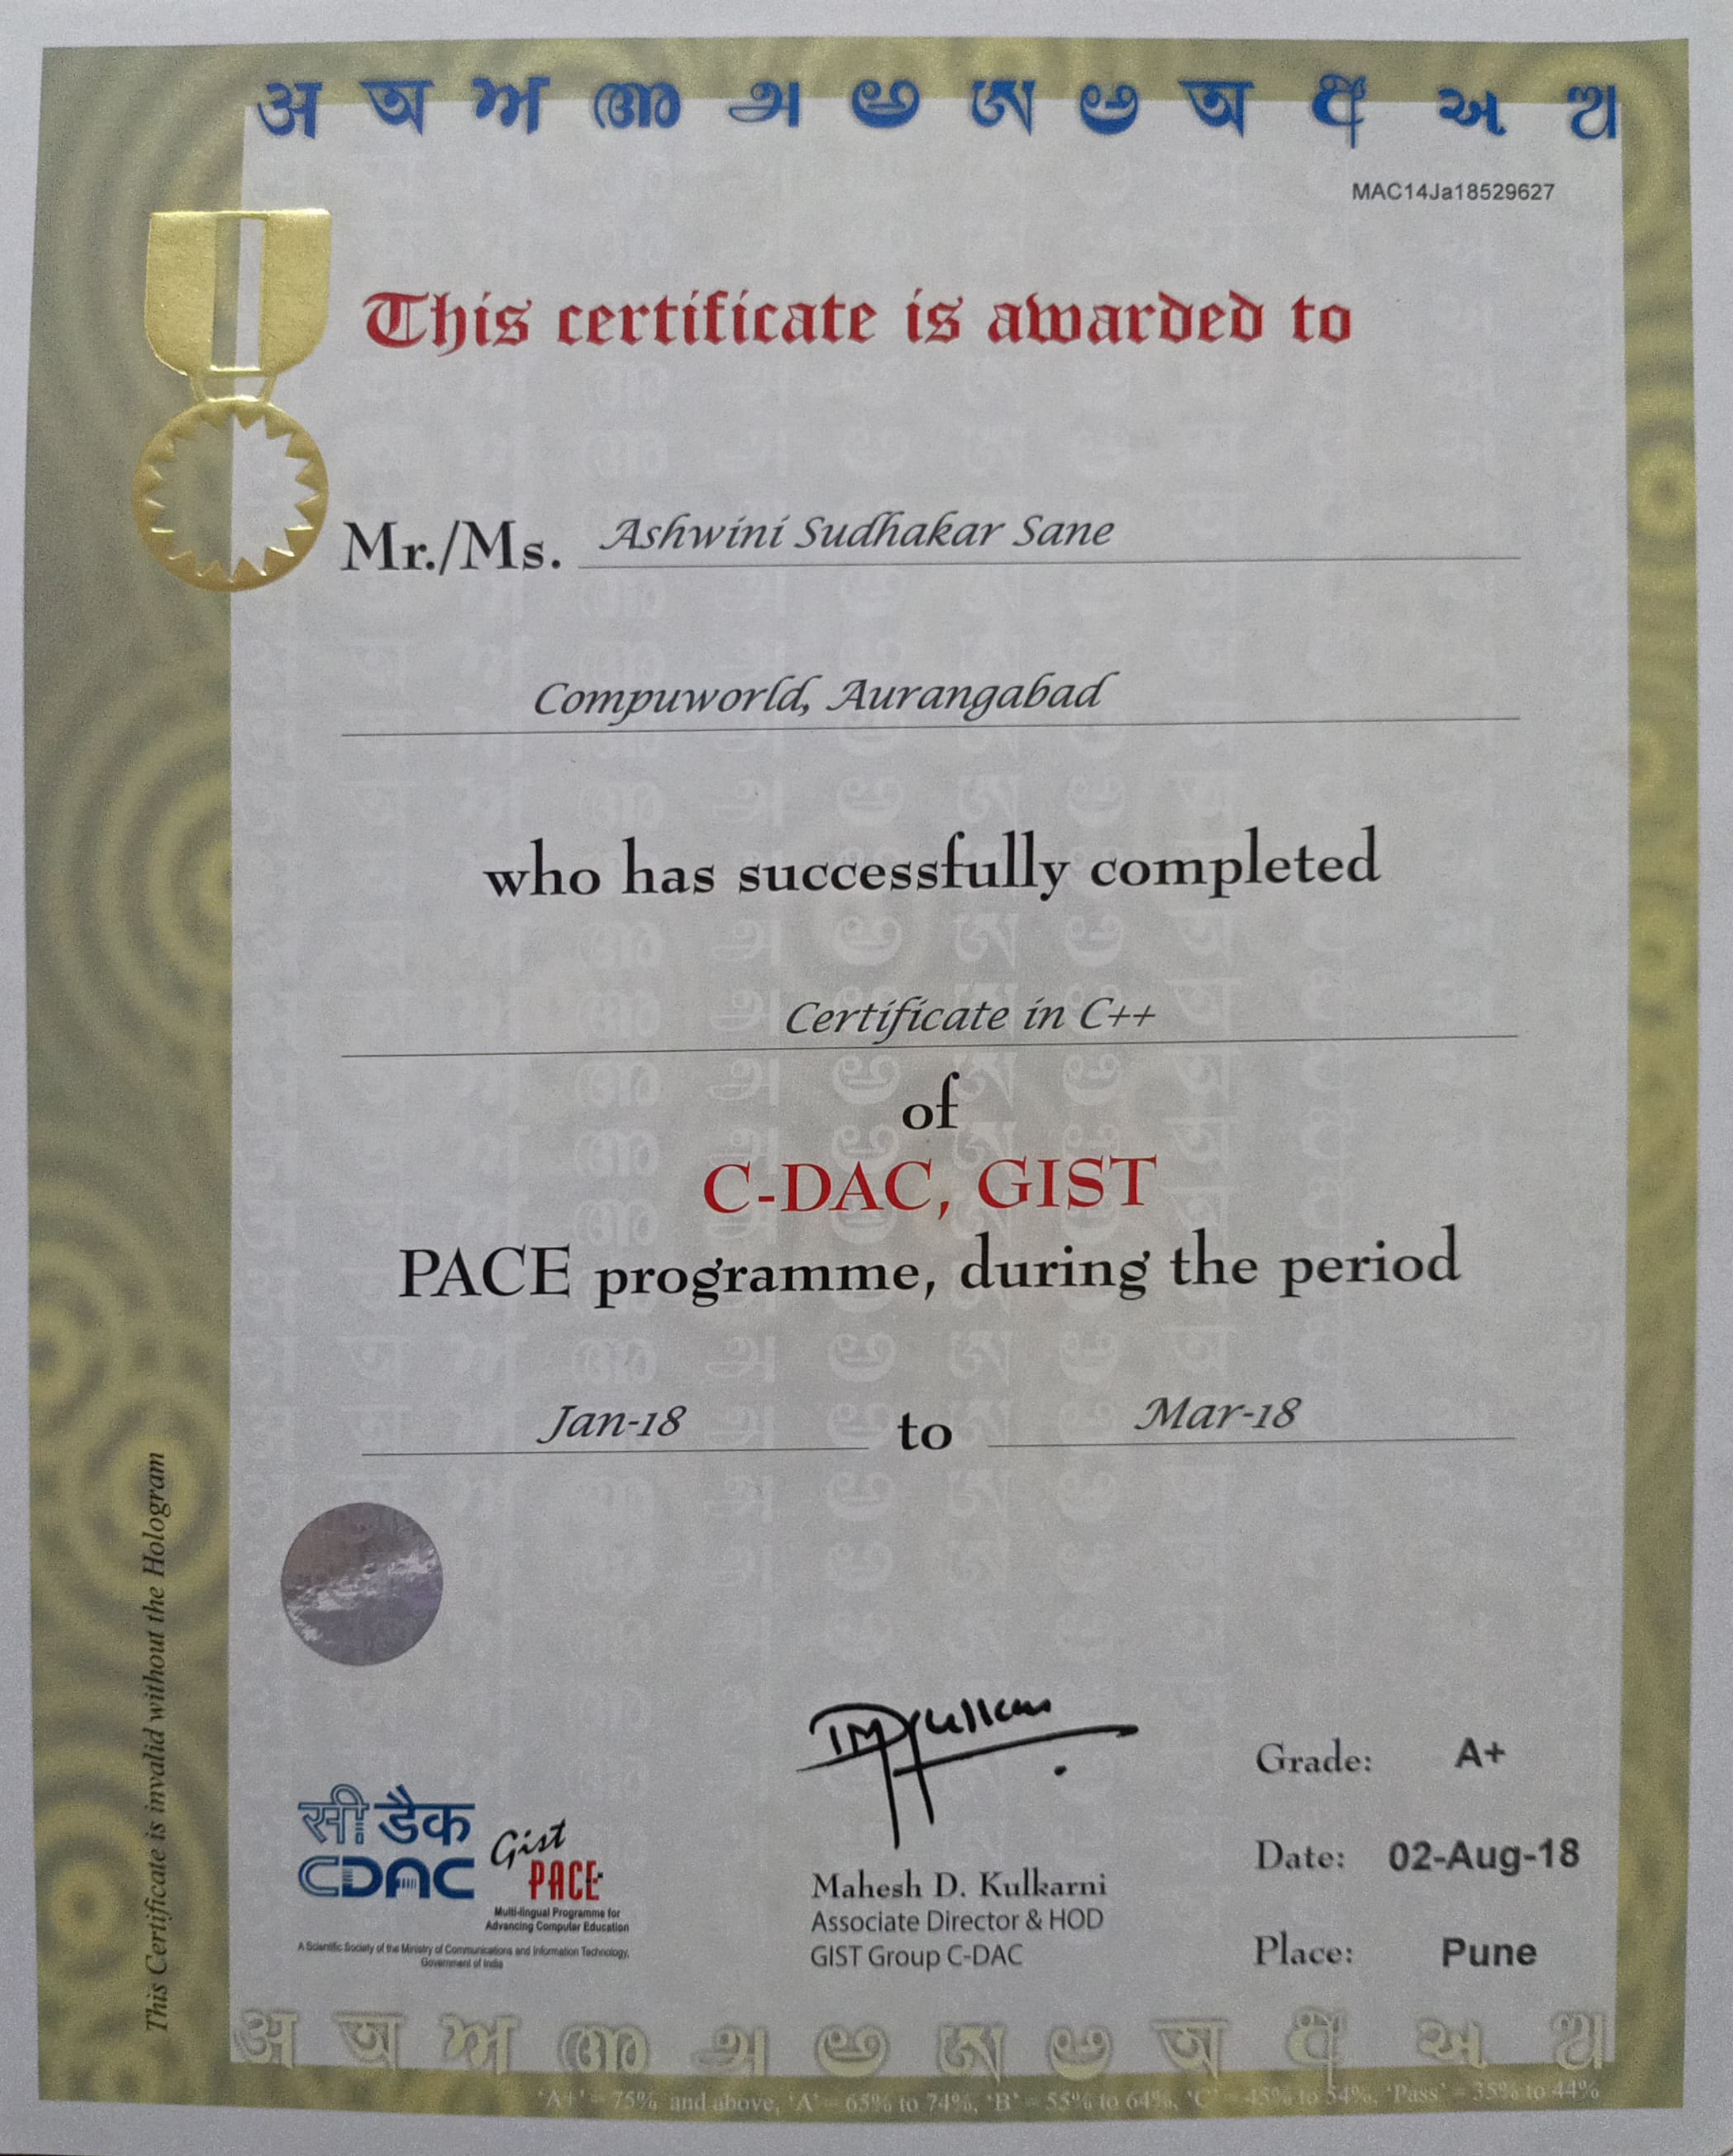 अ অ ਅ അ அ అ অ ಅ অ අ અ ଅ
MAC14Ja18529627
This certificate is awarded to
Mr./Ms. Ashwini Sudhakar Sane
Compuworld, Aurangabad
who has successfully completed
Certificate in C++
of
C-DAC, GIST
PACE programme, during the period
Jan-18 to Mar-18
This Certificate is invalid without the Hologram
सी डैक
CDAC
Gist
PACE
Multi-lingual Programme for
Advancing Computer Education
A Scientific Society of the Ministry of Communications and Information Technology,
Government of India
Mahesh D. Kulkarni
Associate Director & HOD
GIST Group C-DAC
Grade: A+
Date: 02-Aug-18
Place: Pune
'A+' = 75% and above, 'A' = 65% to 74%, 'B' = 55% to 64%, 'C' = 45% to 54%, 'Pass' = 35% to 44%